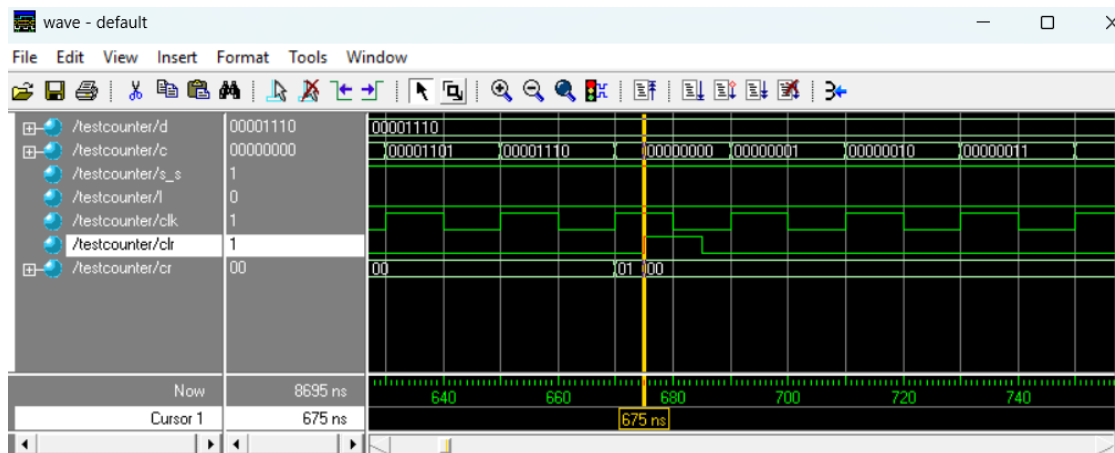 wave - default
File Edit View Insert Format Tools Window
/testcounter/d 00001110 00001110
/testcounter/c 00000000 00001101 00001110 00000000 00000001 00000010 00000011
/testcounter/s_s 1
/testcounter/l 0
/testcounter/clk 1
/testcounter/clr 1
/testcounter/cr 00 00 01 00
Now 8695 ns 640 660 680 700 720 740
Cursor 1 675 ns 675 ns